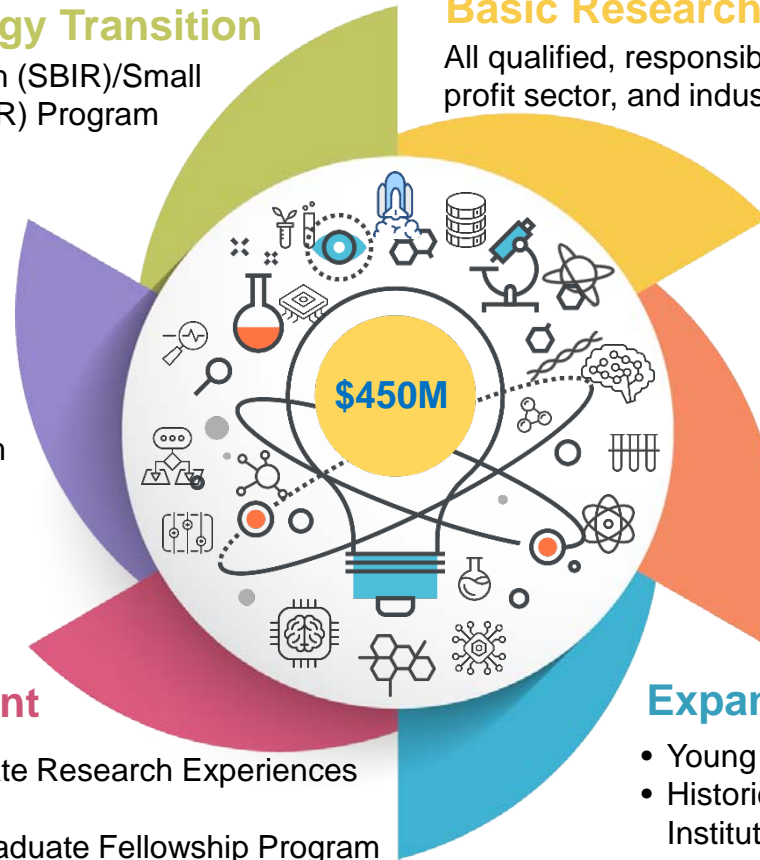 gy Transition
n (SBIR)/Small
R) Program
Basic Research
All qualified, responsib
profit sector, and indus
$450M
n
nt
te Research Experiences
aduate Fellowship Program
Expan
• Young
• Historic
Institut